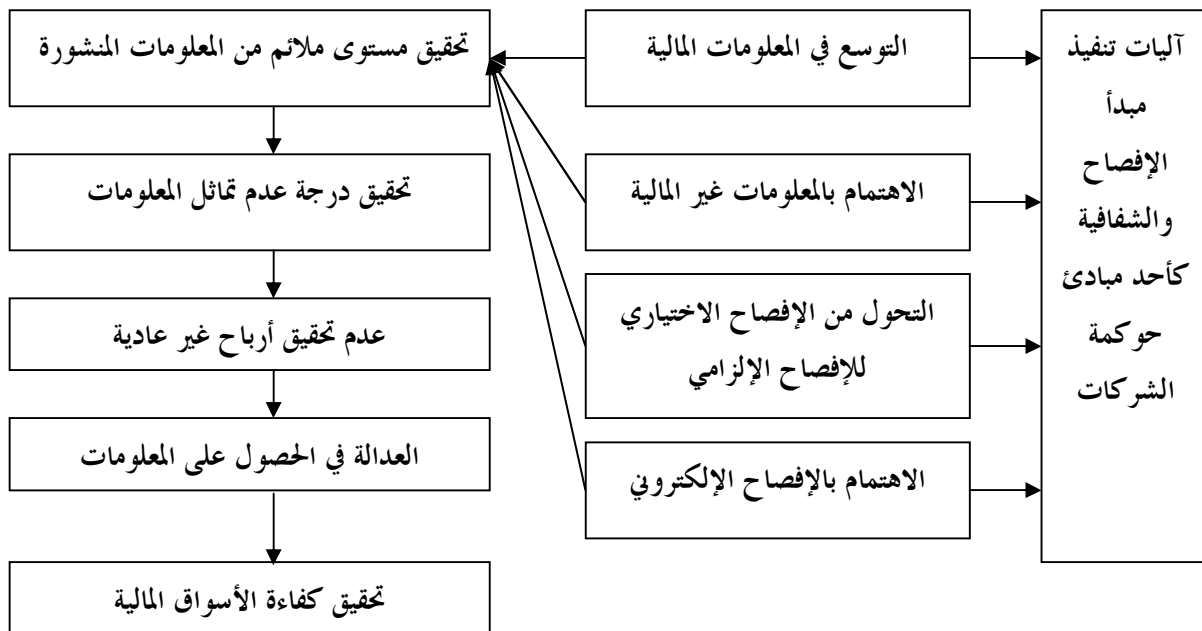 آليات تنفيذ
مبدأ
الإفصاح
والشفافية
كأحد مبادئ
حوكمة
الشركات
التوسع في المعلومات المالية
الاهتمام بالمعلومات غير المالية
التحول من الإفصاح الاختياري
للإفصاح الإلزامي
الاهتمام بالإفصاح الإلكتروني
تحقيق مستوى ملائم من المعلومات المنشورة
تحقيق درجة عدم تماثل المعلومات
عدم تحقيق أرباح غير عادية
العدالة في الحصول على المعلومات
تحقيق كفاءة الأسواق المالية